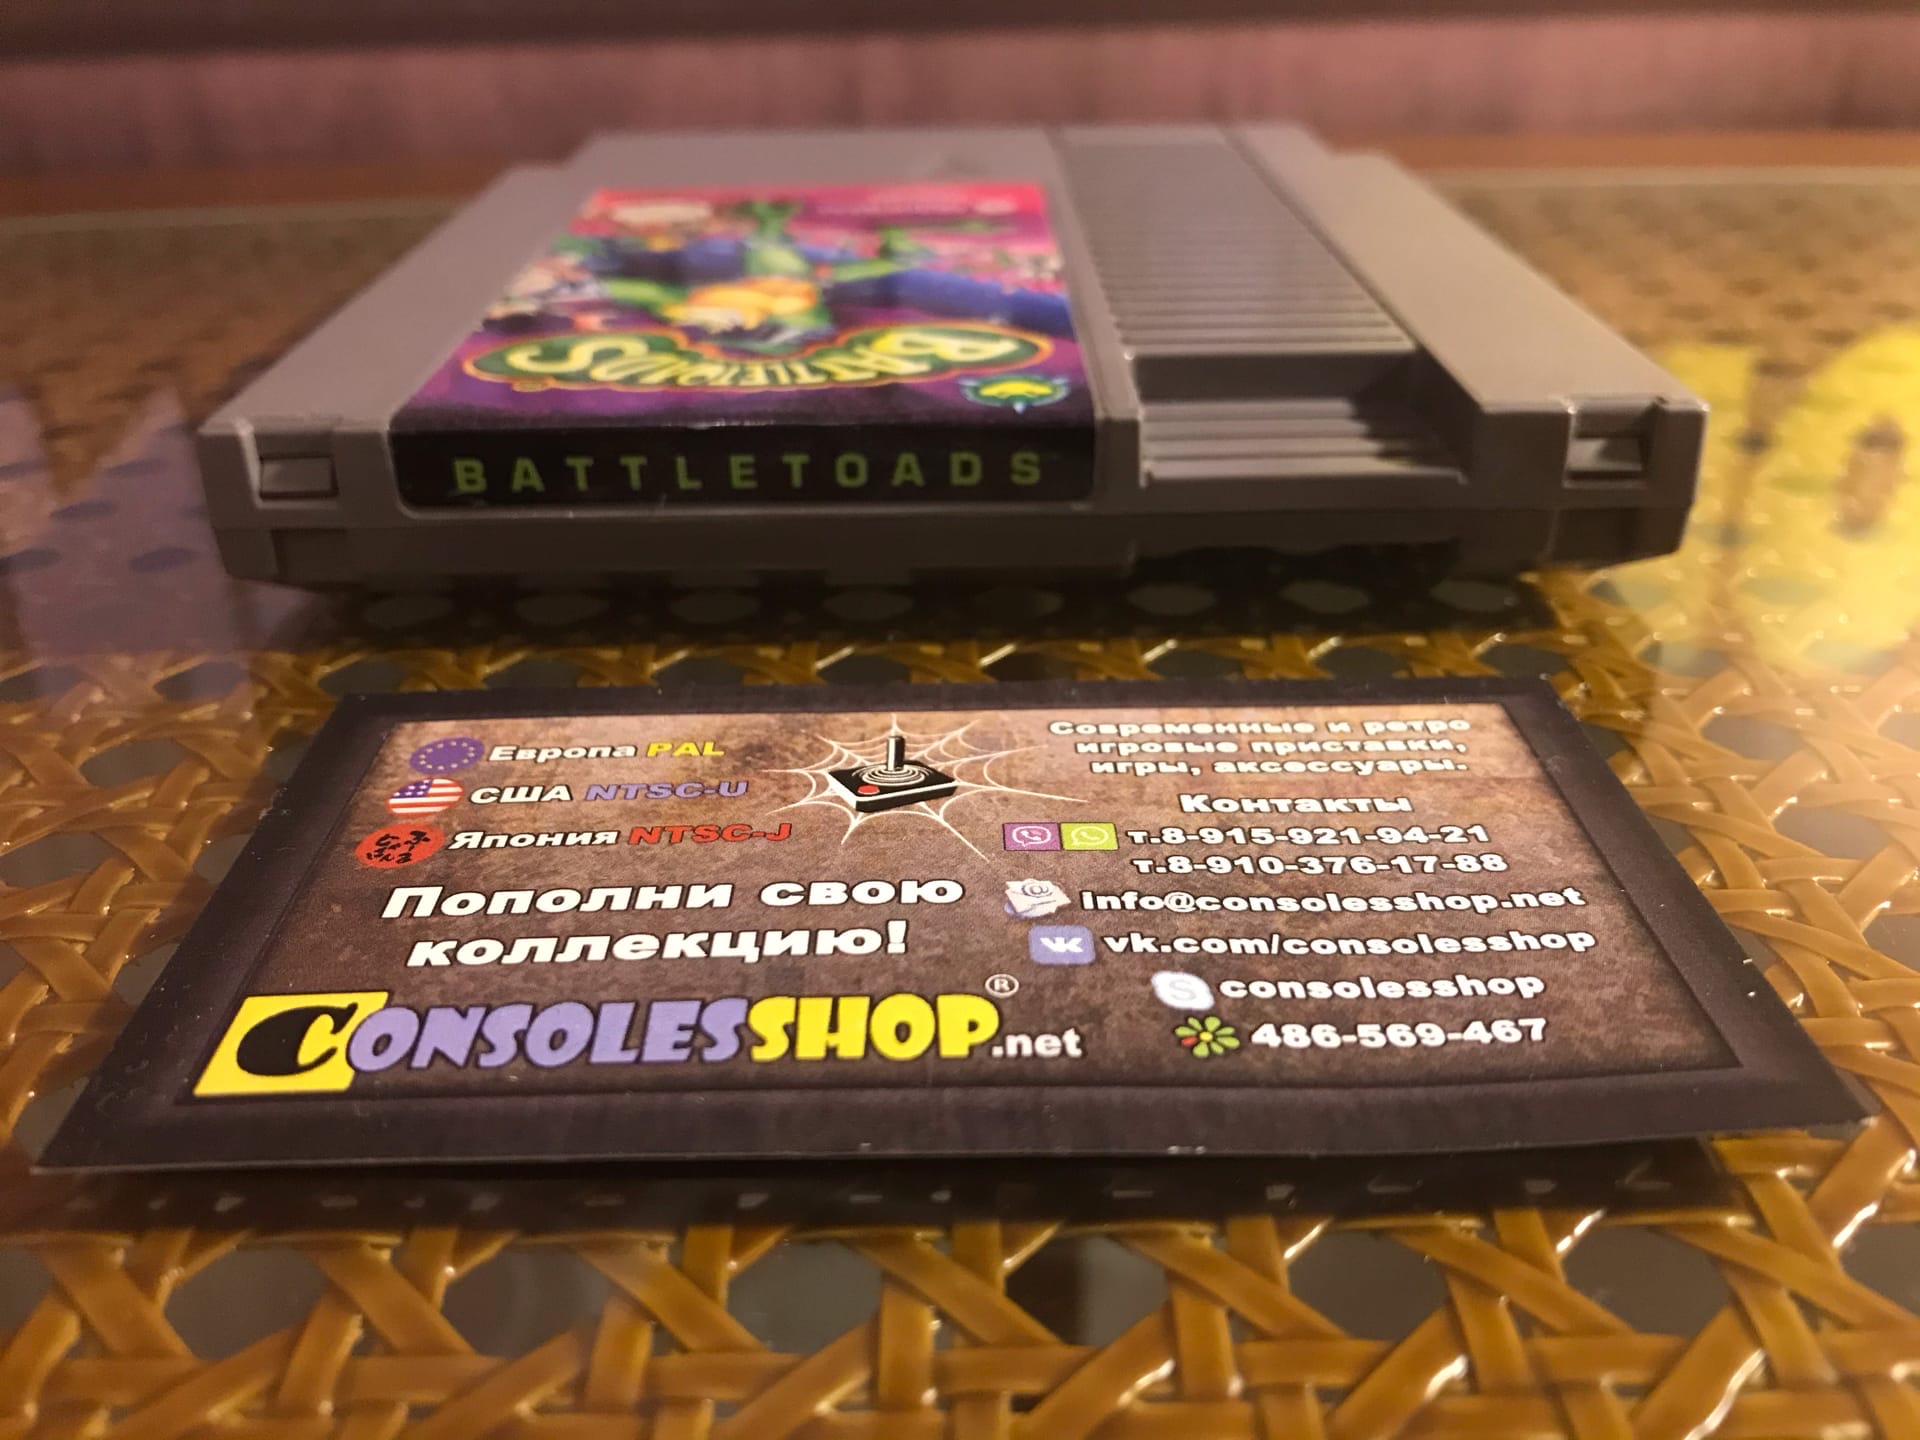 BATTLETOADS
BATTLETOADS
Европа PAL
США NTSC-U
Япония NTSC-J
Пополни свою
коллекцию!
CONSOLESSHOP.net
®
Современные и ретро
игровые приставки,
игры, аксессуары.
Контакты
т.8-915-921-94-21
т.8-910-376-17-88
@ info@consolesshop.net
vk.com/consolesshop
S consolesshop
486-569-467